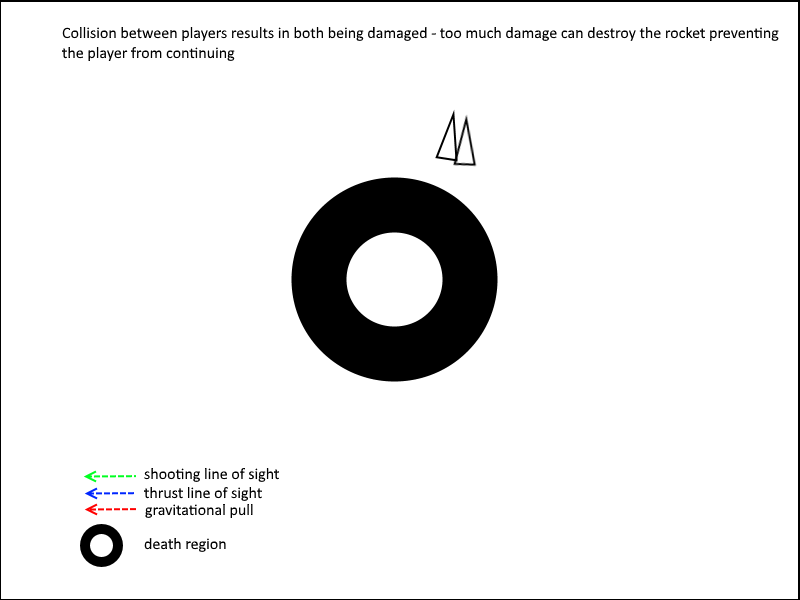 Collision between players results in both being damaged - too much damage can destroy the rocket preventing
the player from continuing
shooting line of sight
thrust line of sight
gravitational pull
death region